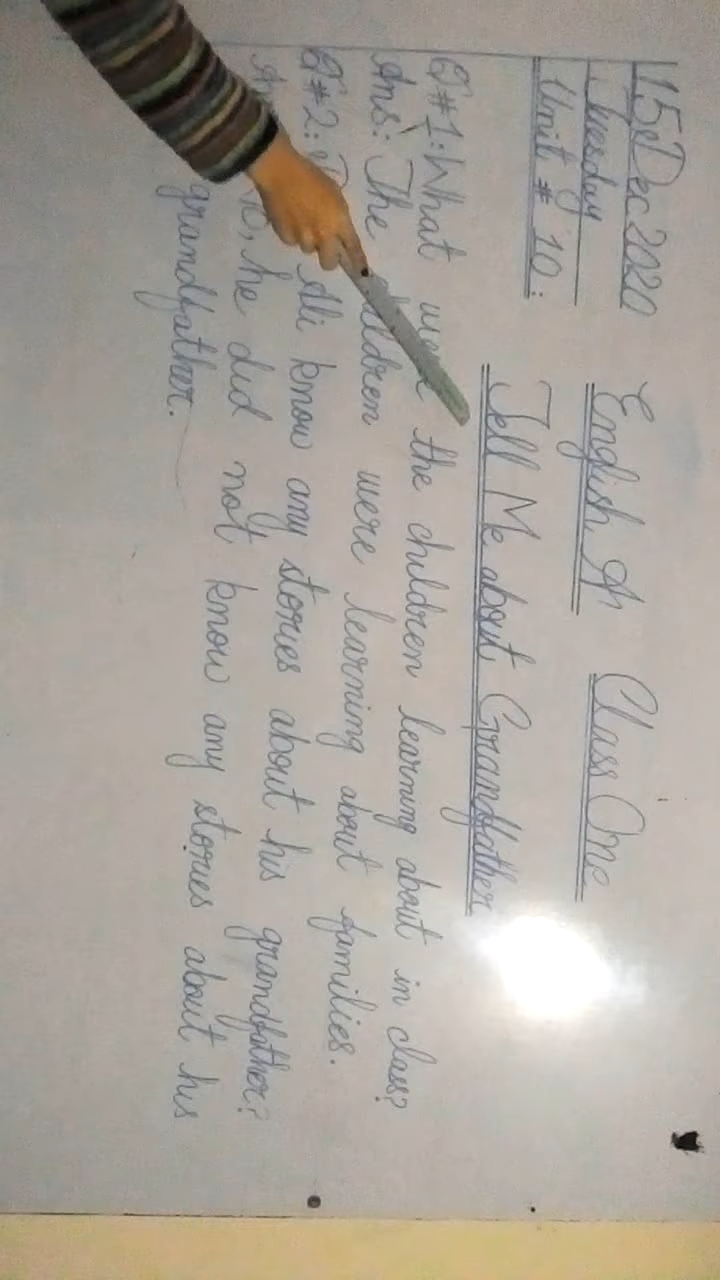 15 Dec 2020 English A Class One
Tuesday
Unit # 10: Tell Me about Grandfather
Q#1: What were the children learning about in class?
Ans: The children were learning about families.
Q#2: Ali know any stories about his grandfather?
he did not know any stories about his
grandfather.